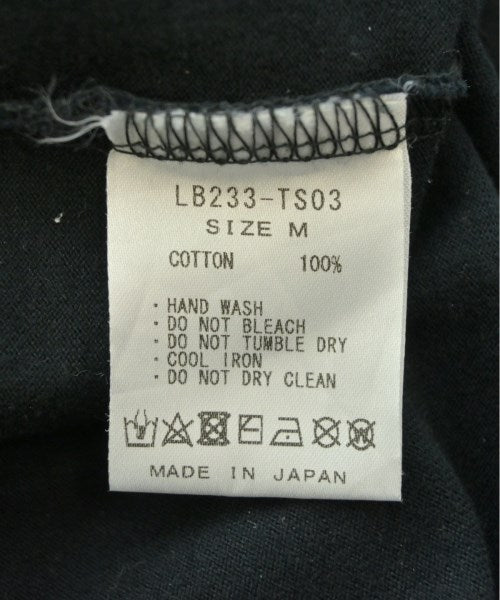 LB233-TS03
SIZE M
COTTON 100%
・HAND WASH
・DO NOT BLEACH
・DO NOT TUMBLE DRY
・COOL IRON
・DO NOT DRY CLEAN
MADE IN JAPAN